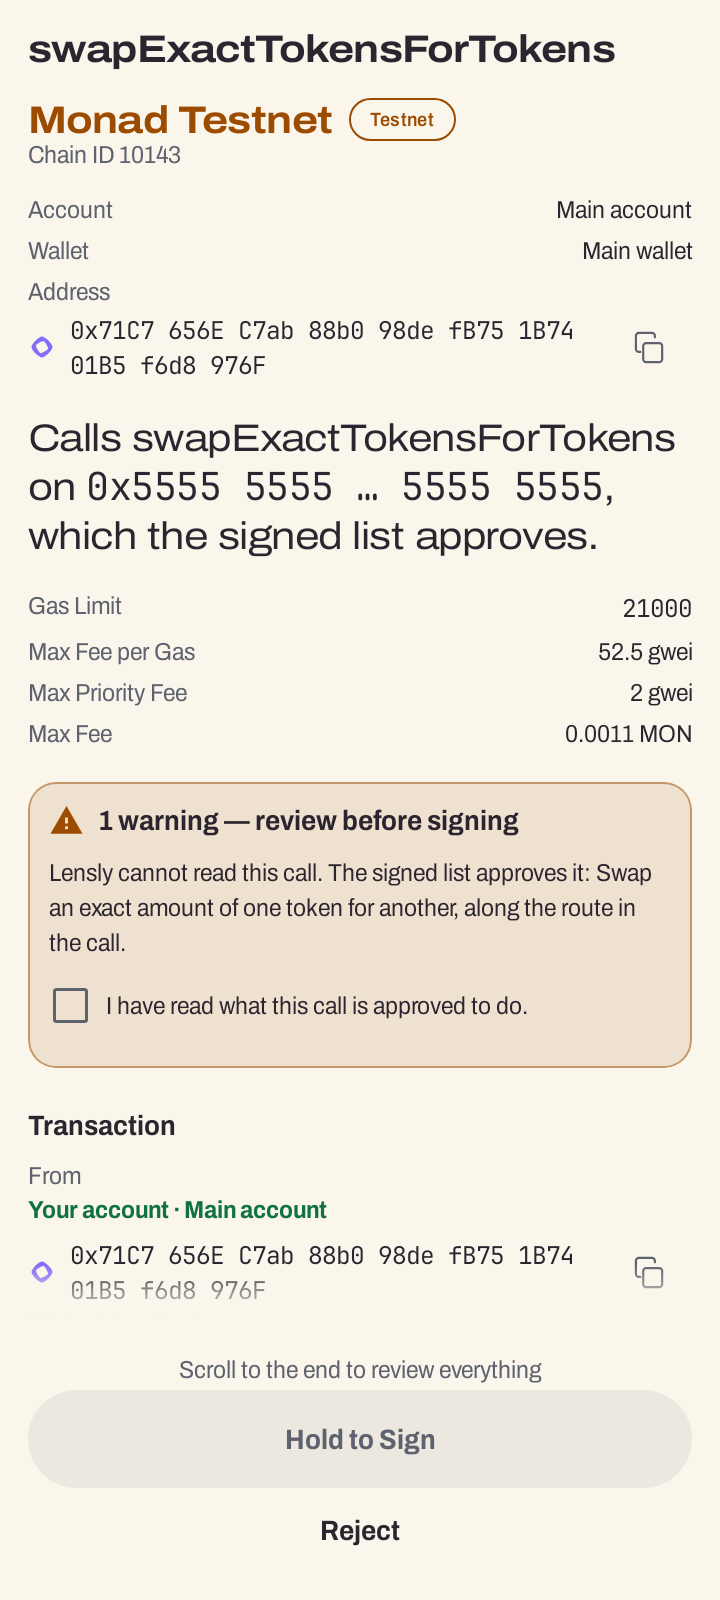 swapExactTokensForTokens
Monad Testnet Testnet
Chain ID 10143
Account Main account
Wallet Main wallet
Address
0x71C7 656E C7ab 88b0 98de fB75 1B74
01B5 f6d8 976F
Calls swapExactTokensForTokens
on 0x5555 5555 … 5555 5555,
which the signed list approves.
Gas Limit 21000
Max Fee per Gas 52.5 gwei
Max Priority Fee 2 gwei
Max Fee 0.0011 MON
1 warning — review before signing
Lensly cannot read this call. The signed list approves it: Swap
an exact amount of one token for another, along the route in
the call.
I have read what this call is approved to do.
Transaction
From
Your account · Main account
0x71C7 656E C7ab 88b0 98de fB75 1B74
01B5 f6d8 976F
Scroll to the end to review everything
Hold to Sign
Reject